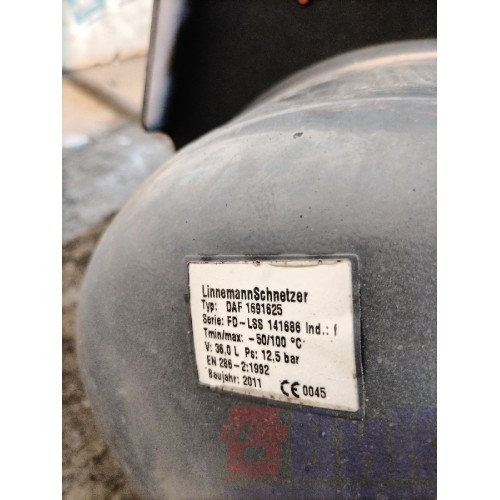 LinnemannSchnetzer
Typ: DAF 1691625
Serie: FD-LSS 141686 Ind.: f
Tmin/max: -50/100 °C
V: 36,0 L Ps: 12,5 bar
EN 286-2:1992
Baujahr: 2011 CE 0045